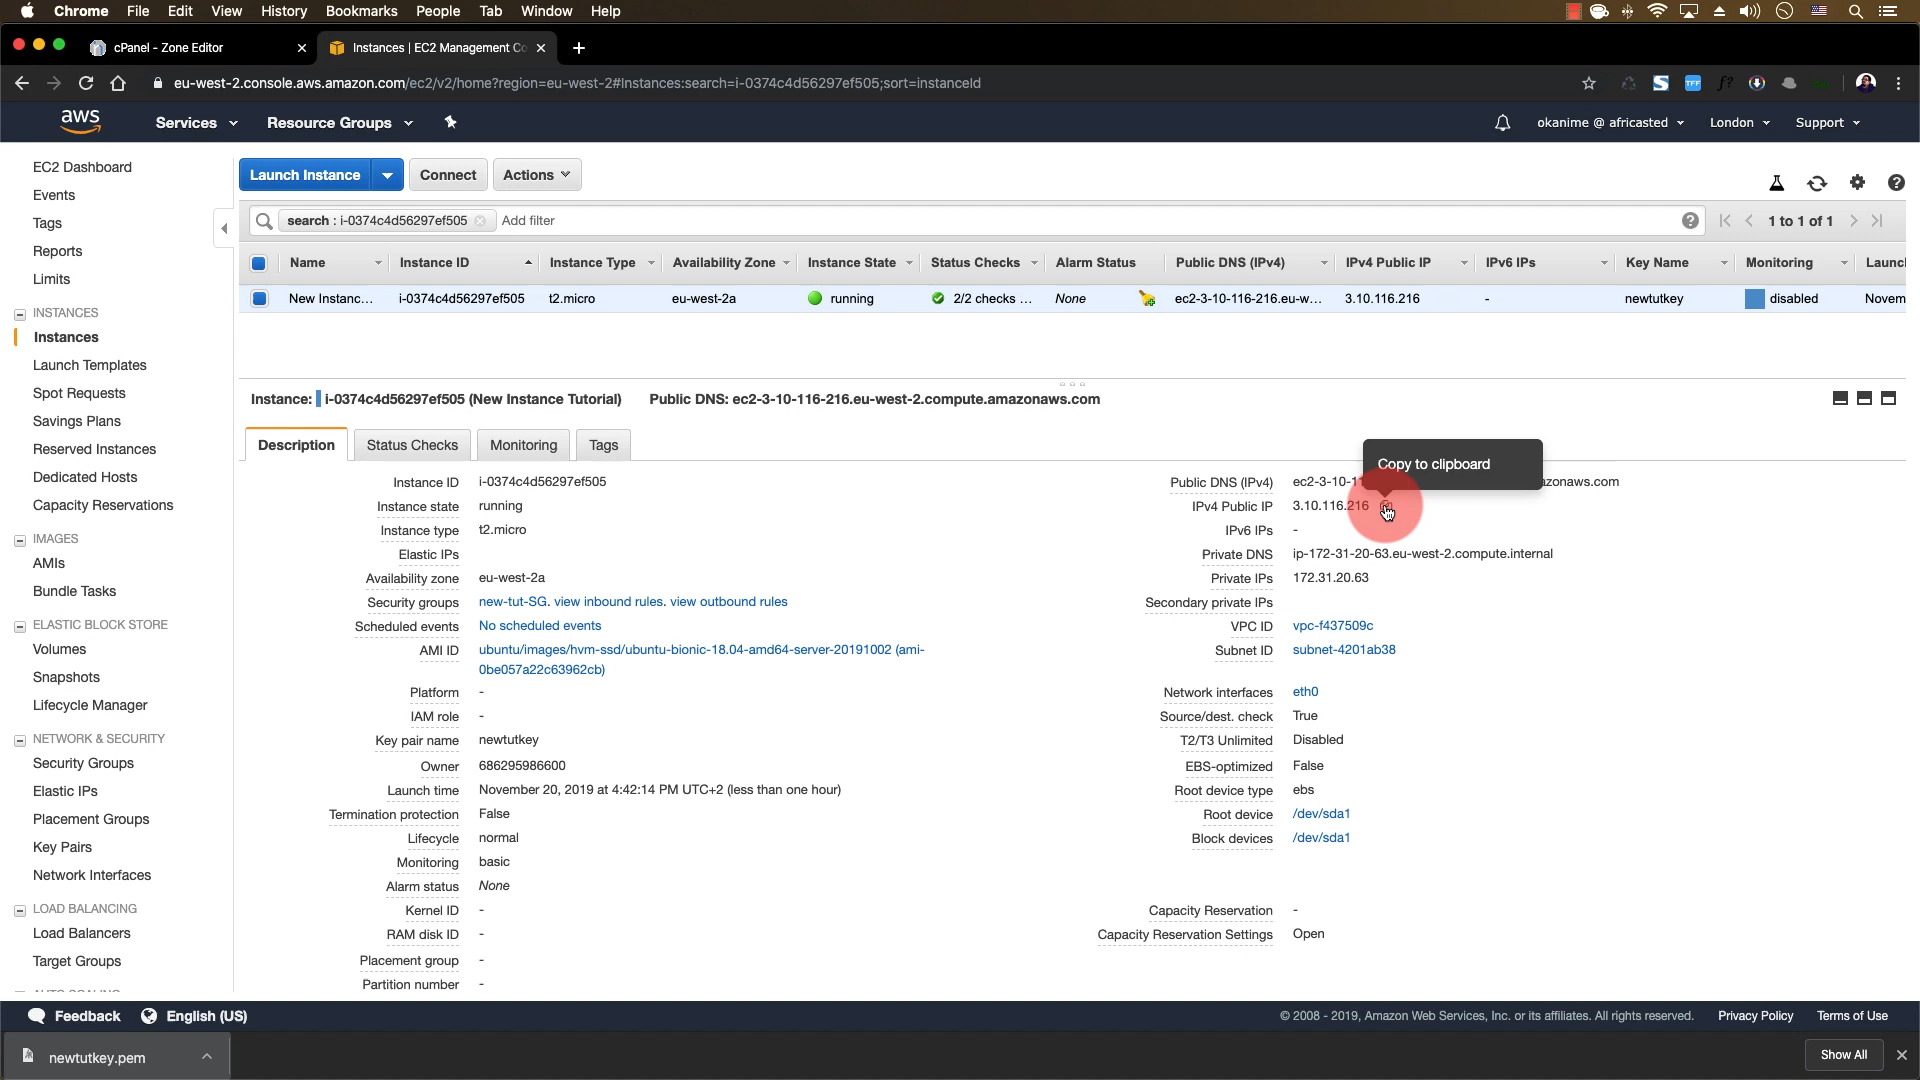 Chrome File Edit View History Bookmarks People Tab Window Help
cPanel - Zone Editor
Instances | EC2 Management Co
eu-west-2.console.aws.amazon.com/ec2/v2/home?region=eu-west-2#Instances:search=i-0374c4d56297ef505;sort=instanceId
aws Services Resource Groups okanime @ africasted London Support
EC2 Dashboard
Events
Tags
Reports
Limits
INSTANCES
Instances
Launch Templates
Spot Requests
Savings Plans
Reserved Instances
Dedicated Hosts
Capacity Reservations
IMAGES
AMIs
Bundle Tasks
ELASTIC BLOCK STORE
Volumes
Snapshots
Lifecycle Manager
NETWORK & SECURITY
Security Groups
Elastic IPs
Placement Groups
Key Pairs
Network Interfaces
LOAD BALANCING
Load Balancers
Target Groups
Launch Instance Connect Actions
search : i-0374c4d56297ef505 Add filter 1 to 1 of 1
Name Instance ID Instance Type Availability Zone Instance State Status Checks Alarm Status Public DNS (IPv4) IPv4 Public IP IPv6 IPs Key Name Monitoring Launc
New Instanc... i-0374c4d56297ef505 t2.micro eu-west-2a running 2/2 checks ... None ec2-3-10-116-216.eu-w... 3.10.116.216 - newtutkey disabled Novem
Instance: i-0374c4d56297ef505 (New Instance Tutorial) Public DNS: ec2-3-10-116-216.eu-west-2.compute.amazonaws.com
Description Status Checks Monitoring Tags
Copy to clipboard
Instance ID i-0374c4d56297ef505
Instance state running
Instance type t2.micro
Elastic IPs
Availability zone eu-west-2a
Security groups new-tut-SG. view inbound rules. view outbound rules
Scheduled events No scheduled events
AMI ID ubuntu/images/hvm-ssd/ubuntu-bionic-18.04-amd64-server-20191002 (ami-
0be057a22c63962cb)
Platform -
IAM role -
Key pair name newtutkey
Owner 686295986600
Launch time November 20, 2019 at 4:42:14 PM UTC+2 (less than one hour)
Termination protection False
Lifecycle normal
Monitoring basic
Alarm status None
Kernel ID -
RAM disk ID -
Placement group -
Partition number -
Public DNS (IPv4) ec2-3-10-11 zonaws.com
IPv4 Public IP 3.10.116.216
IPv6 IPs -
Private DNS ip-172-31-20-63.eu-west-2.compute.internal
Private IPs 172.31.20.63
Secondary private IPs
VPC ID vpc-f437509c
Subnet ID subnet-4201ab38
Network interfaces eth0
Source/dest. check True
T2/T3 Unlimited Disabled
EBS-optimized False
Root device type ebs
Root device /dev/sda1
Block devices /dev/sda1
Capacity Reservation -
Capacity Reservation Settings Open
Feedback English (US) © 2008 - 2019, Amazon Web Services, Inc. or its affiliates. All rights reserved. Privacy Policy Terms of Use
newtutkey.pem Show All